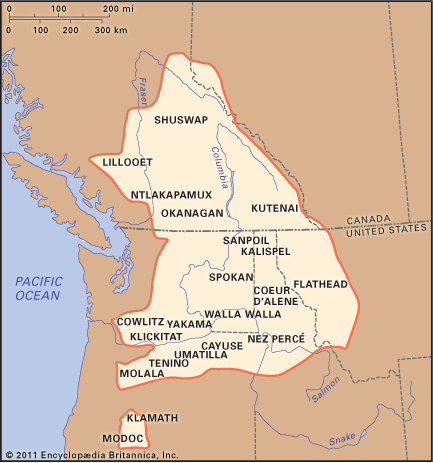 0 100 200 mi
0 100 200 300 km
Fraser
SHUSWAP
LILLOOET
Columbia
NTLAKAPAMUX
OKANAGAN
KUTENAI
CANADA
UNITED STATES
SANPOIL
KALISPEL
SPOKAN
PACIFIC
OCEAN
COEUR
D'ALENE
FLATHEAD
WALLA WALLA
COWLITZ
YAKAMA
KLICKITAT
NEZ PERCÉ
CAYUSE
UMATILLA
TENINO
MOLALA
Salmon
KLAMATH
MODOC
Snake
© 2011 Encyclopædia Britannica, Inc.